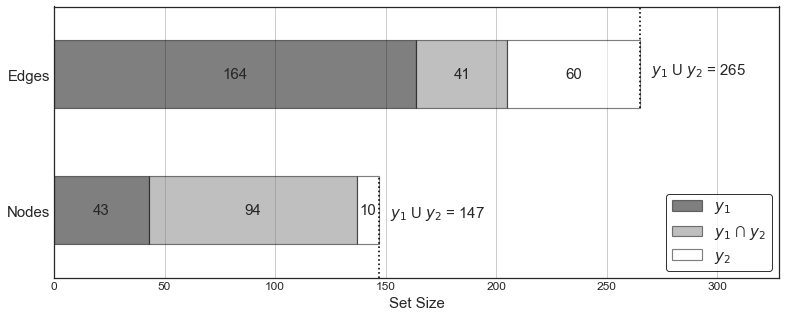 Edges
164
41
60
y₁ U y₂ = 265
Nodes
43
94
10
y₁ U y₂ = 147
y₁
y₁ ∩ y₂
y₂
0 50 100 150 200 250 300
Set Size